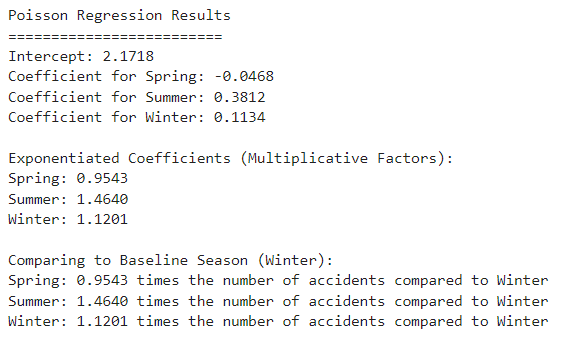 Poisson Regression Results
=========================
Intercept: 2.1718
Coefficient for Spring: -0.0468
Coefficient for Summer: 0.3812
Coefficient for Winter: 0.1134
Exponentiated Coefficients (Multiplicative Factors):
Spring: 0.9543
Summer: 1.4640
Winter: 1.1201
Comparing to Baseline Season (Winter):
Spring: 0.9543 times the number of accidents compared to Winter
Summer: 1.4640 times the number of accidents compared to Winter
Winter: 1.1201 times the number of accidents compared to Winter